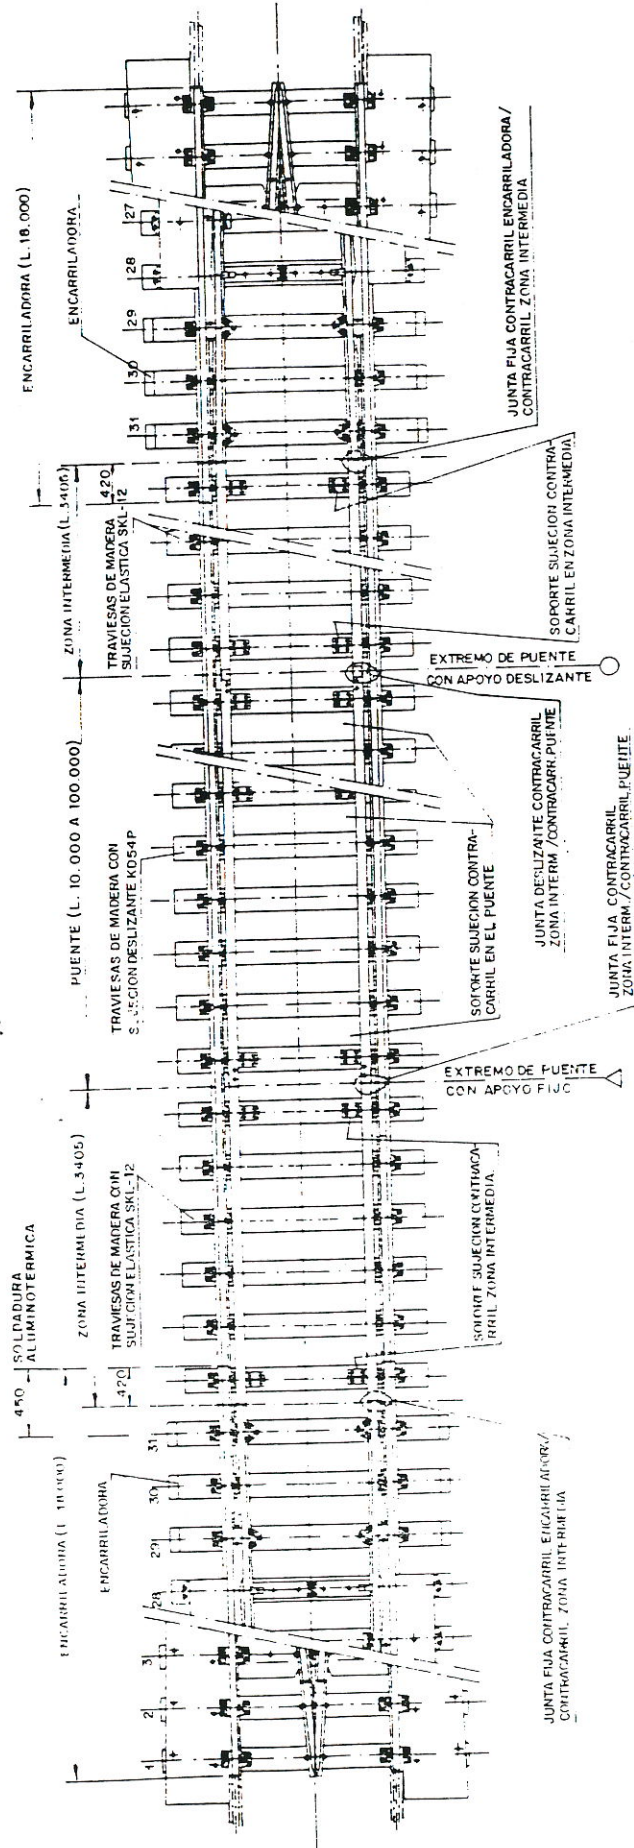 ENCARRILADORA (L. 18.000)
ENCARRILADORA
1
2
3
28
29
30
31
450
SOLDADURA
ALUMINOTERMICA
420
ZONA INTERMEDIA (L. 3405)
TRAVIESAS DE MADERA CON
SUJECION ELASTICA SKL-12
PUENTE (L. 10.000 A 100.000)
TRAVIESAS DE MADERA CON
DESLIZANTE KD54P
ZONA INTERMEDIA (L. 3406)
420
TRAVIESAS DE MADERA
SUJECION ELASTICA SKL-12
ENCARRILADORA (L. 18.000)
ENCARRILADORA
31
30
29
28
27
JUNTA FIJA CONTRACARRIL ENCARRILADORA/
CONTRACARRIL ZONA INTERMEDIA
SOPORTE SUJECION CONTRACA-
RRIL ZONA INTERMEDIA
EXTREMO DE PUENTE
CON APOYO FIJO
JUNTA FIJA CONTRACARRIL
ZONA INTERM./CONTRACARR.PUENTE
SOPORTE SUJECION CONTRA-
CARRIL EN EL PUENTE
JUNTA DESLIZANTE CONTRACARRIL
ZONA INTERM /CONTRACARR.PUENTE
EXTREMO DE PUENTE
CON APOYO DESLIZANTE
SOPORTE SUJECION CONTRA-
CARRIL EN ZONA INTERMEDIA
JUNTA FIJA CONTRACARRIL ENCARRILADORA/
CONTRACARRIL ZONA INTERMEDIA